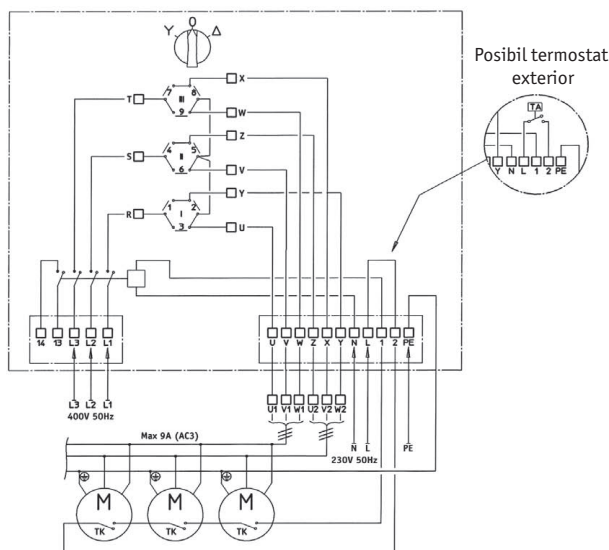 Y O Δ
Posibil termostat
exterior
TA
Y N L 1 2 PE
X
T 7 8
III
9 W
Z
S 4 5
II
6 V
Y
R 1 2
I
3 U
14 13 L3 L2 L1
U V W Z X Y N L 1 2 PE
L3 L2 L1
400V 50Hz
U1 V1 W1 U2 V2 W2
Max 9A (AC3)
N L PE
230V 50Hz
M M M
TK TK TK